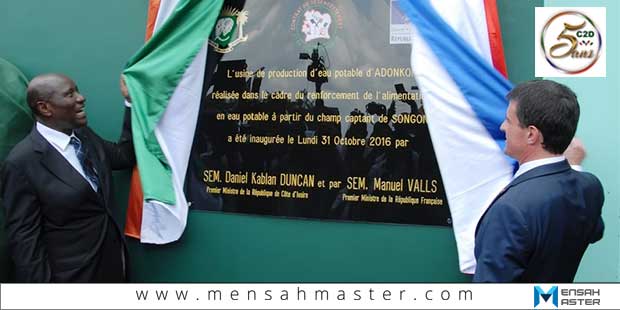 5 C2D
ans
L'usine de production d'eau potable d'ADONKO
réalisée dans le cadre du renforcement de l'alimentati
en eau potable à partir du champ captant de SONGON
a été inaugurée le Lundi 31 Octobre 2016 par
SEM. Daniel Kablan DUNCAN et par SEM. Manuel VALLS
Premier Ministre de la République de Côte d'Ivoire Premier Ministre de la République Française
www.mensahmaster.com
MENSAH
MASTER